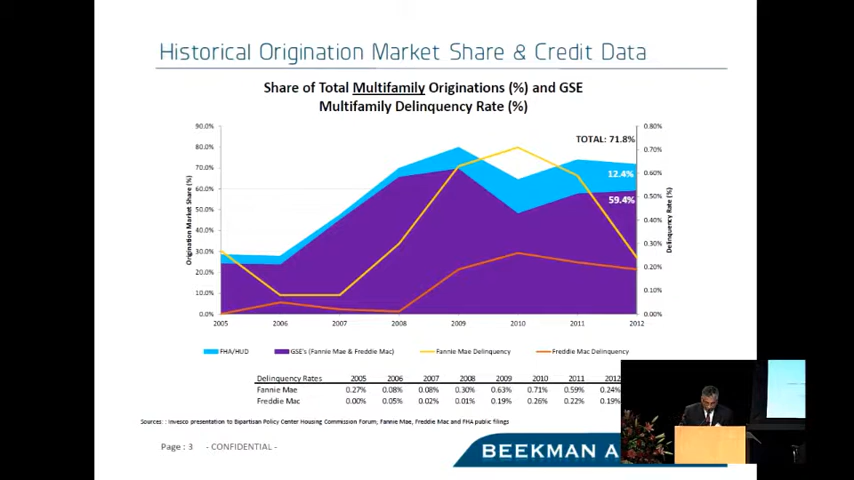 Historical Origination Market Share & Credit Data
Share of Total Multifamily Originations (%) and GSE
Multifamily Delinquency Rate (%)
90.0%
80.0%
70.0%
60.0%
50.0%
40.0%
30.0%
20.0%
10.0%
0.0%
Origination Market Share (%)
TOTAL: 71.8%
12.4%
59.4%
0.80%
0.70%
0.60%
0.50%
0.40%
0.30%
0.20%
0.10%
0.00%
Delinquency Rate (%)
2005 2006 2007 2008 2009 2010 2011 2012
FHA/HUD GSE's (Fannie Mae & Freddie Mac) Fannie Mae Delinquency Freddie Mac Delinquency
Delinquency Rates 2005 2006 2007 2008 2009 2010 2011 2012
Fannie Mae 0.27% 0.08% 0.08% 0.30% 0.63% 0.71% 0.59% 0.24%
Freddie Mac 0.00% 0.05% 0.02% 0.01% 0.19% 0.26% 0.22% 0.19%
Sources: : Invesco presentation to Bipartisan Policy Center Housing Commission Forum, Fannie Mae, Freddie Mac and FHA public filings
Page : 3 - CONFIDENTIAL -
BEEKMAN A